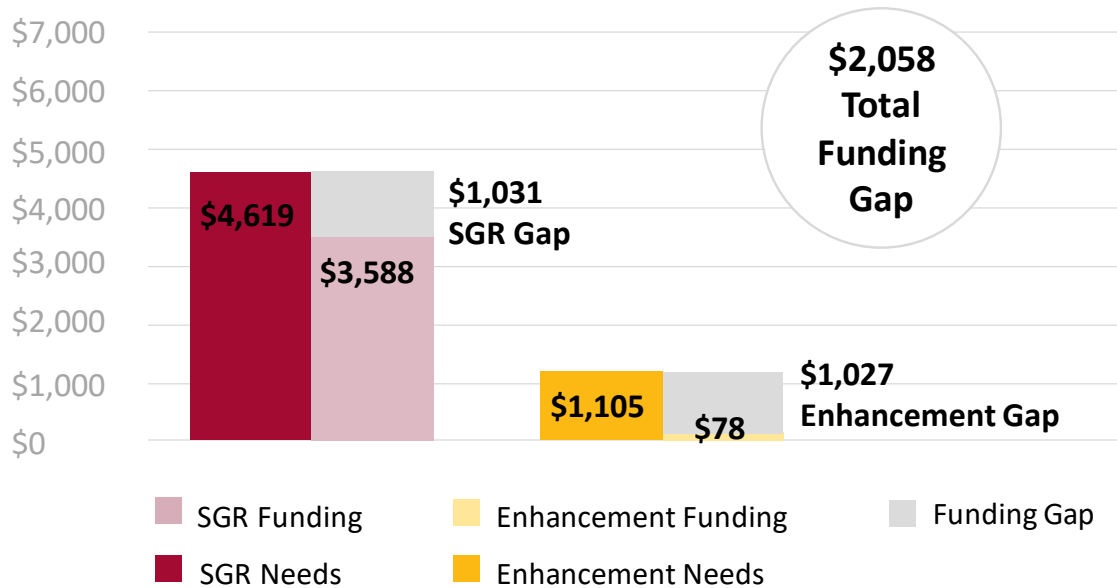 $7,000
$6,000
$5,000
$4,000
$3,000
$2,000
$1,000
$0
$2,058
Total
Funding
Gap
$4,619
$3,588
$1,031
SGR Gap
$1,105
$78
$1,027
Enhancement Gap
SGR Funding
Enhancement Funding
Funding Gap
SGR Needs
Enhancement Needs